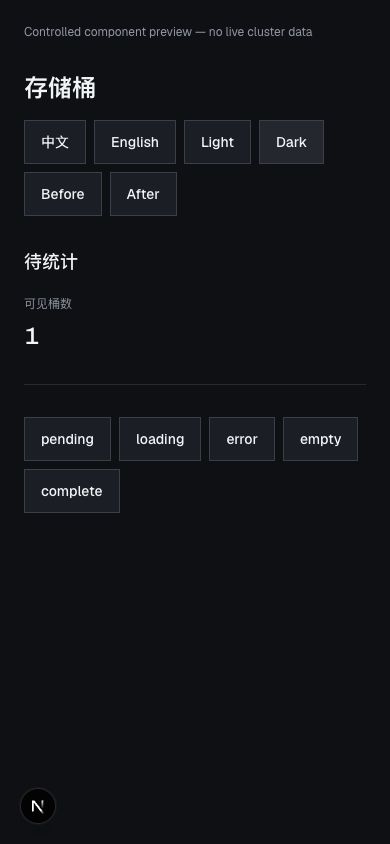 Controlled component preview — no live cluster data
存储桶
中文 English Light Dark
Before After
待统计
可见桶数
1
pending loading error empty
complete
N